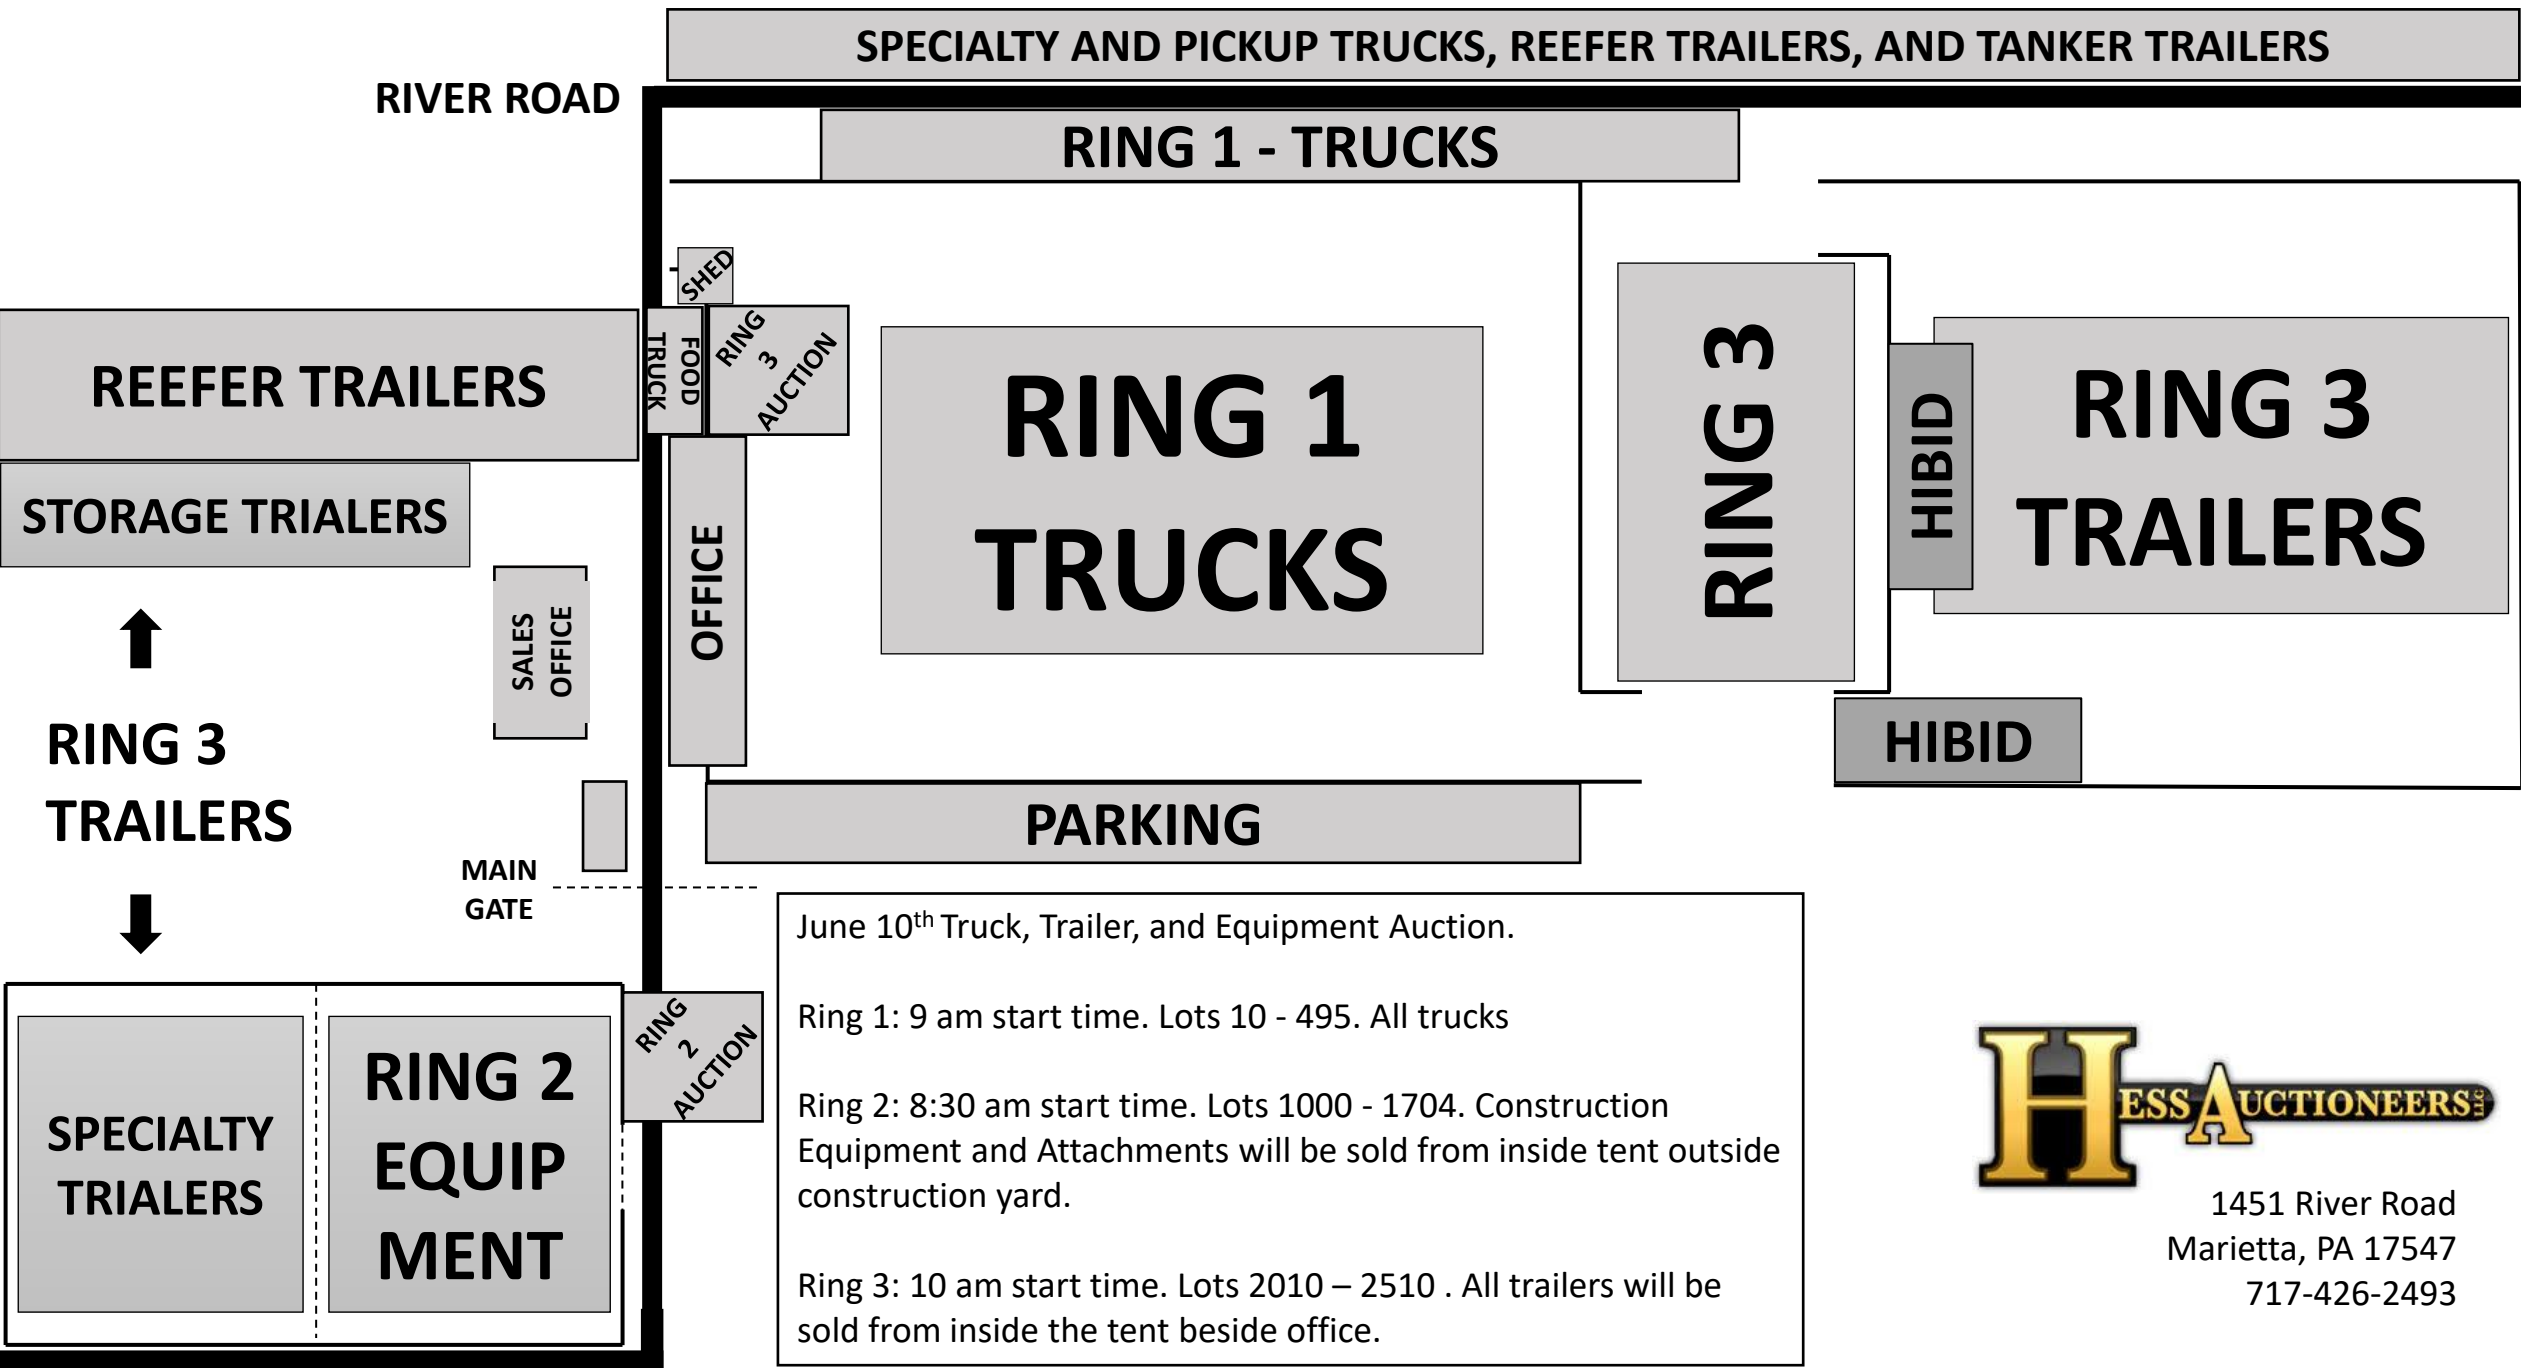 SPECIALTY AND PICKUP TRUCKS, REEFER TRAILERS, AND TANKER TRAILERS
RIVER ROAD
RING 1 - TRUCKS
SHED
REEFER TRAILERS
FOOD
TRUCK
RING
3
AUCTION
RING 1
TRUCKS
RING 3
HIBID
RING 3
TRAILERS
STORAGE TRIALERS
SALES
OFFICE
OFFICE
RING 3
TRAILERS
HIBID
PARKING
MAIN
GATE
SPECIALTY
TRIALERS
RING 2
EQUIP
MENT
RING
2
AUCTION
June 10th Truck, Trailer, and Equipment Auction.
Ring 1: 9 am start time. Lots 10 - 495. All trucks
Ring 2: 8:30 am start time. Lots 1000 - 1704. Construction
Equipment and Attachments will be sold from inside tent outside
construction yard.
Ring 3: 10 am start time. Lots 2010 – 2510 . All trailers will be
sold from inside the tent beside office.
HESS AUCTIONEERS LLC
1451 River Road
Marietta, PA 17547
717-426-2493